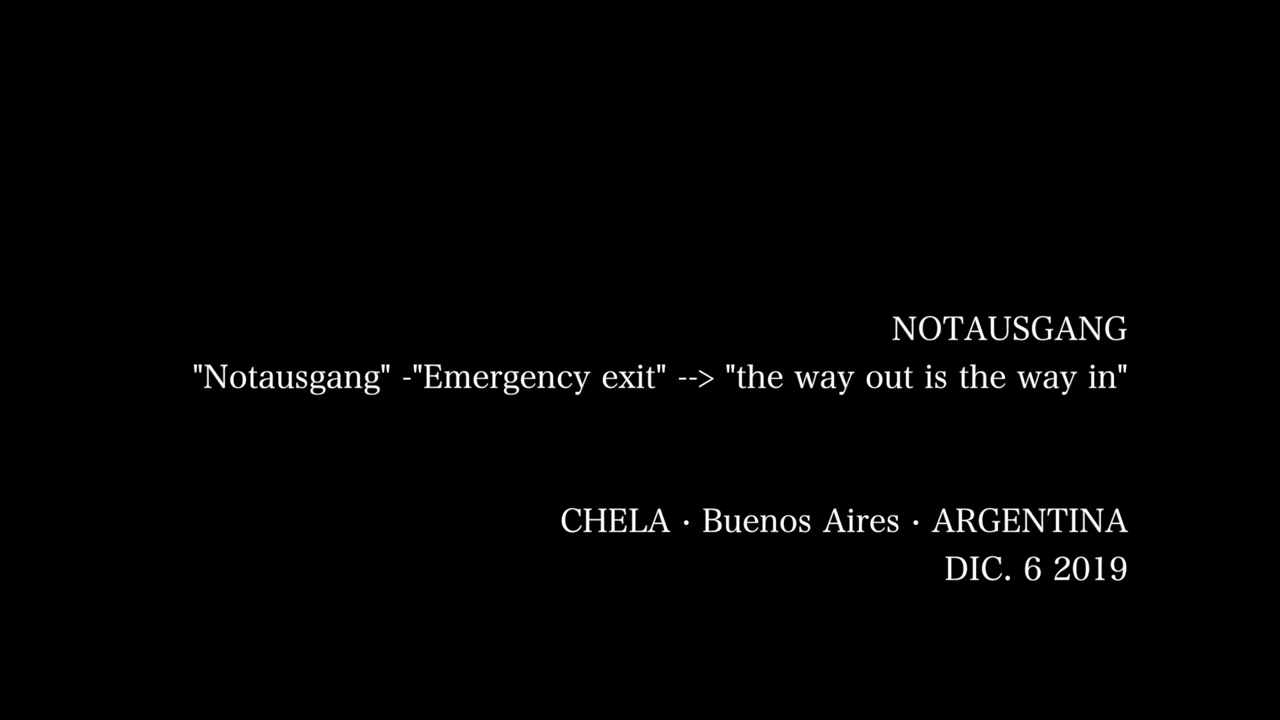 NOTAUSGANG
"Notausgang" -"Emergency exit" --> "the way out is the way in"
CHELA · Buenos Aires · ARGENTINA
DIC. 6 2019